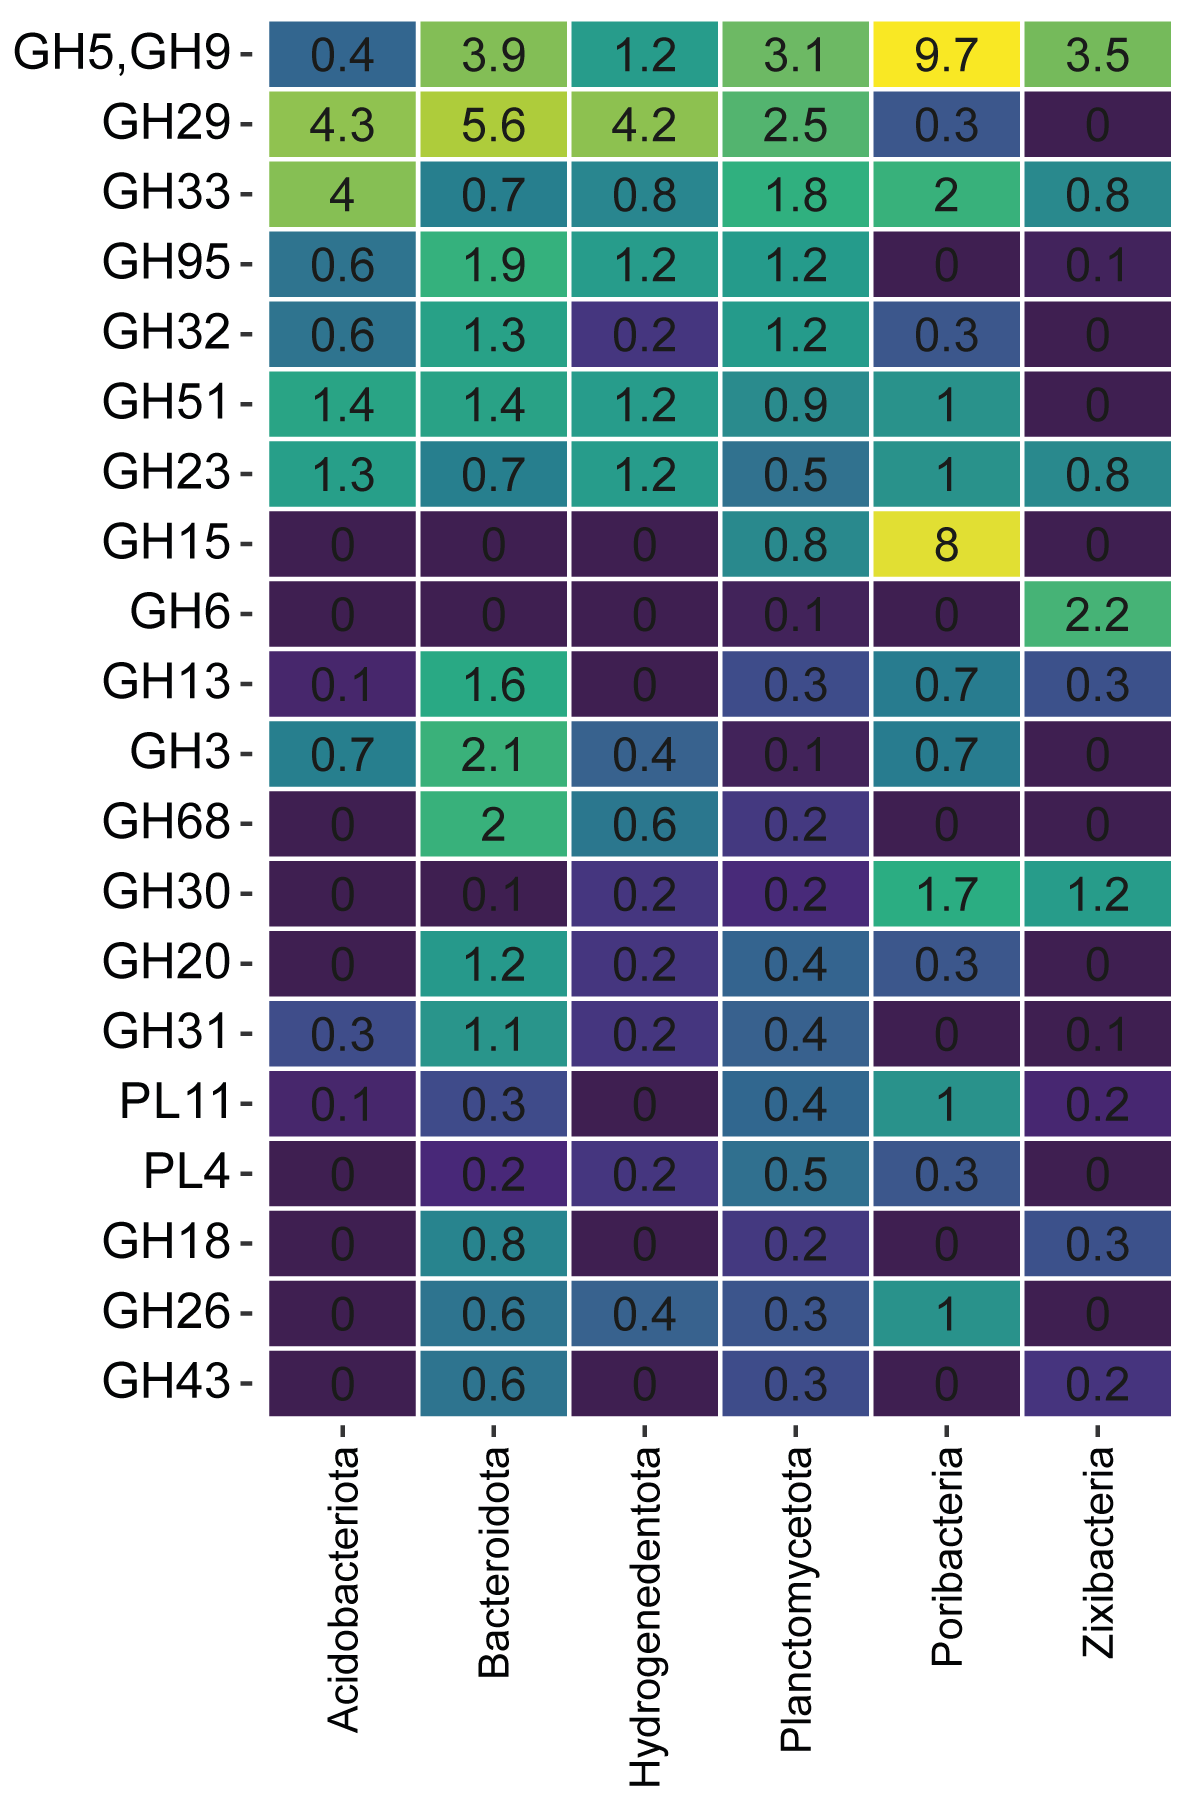 GH5,GH9 0.4 3.9 1.2 3.1 9.7 3.5
GH29 4.3 5.6 4.2 2.5 0.3 0
GH33 4 0.7 0.8 1.8 2 0.8
GH95 0.6 1.9 1.2 1.2 0 0.1
GH32 0.6 1.3 0.2 1.2 0.3 0
GH51 1.4 1.4 1.2 0.9 1 0
GH23 1.3 0.7 1.2 0.5 1 0.8
GH15 0 0 0 0.8 8 0
GH6 0 0 0 0.1 0 2.2
GH13 0.1 1.6 0 0.3 0.7 0.3
GH3 0.7 2.1 0.4 0.1 0.7 0
GH68 0 2 0.6 0.2 0 0
GH30 0 0.1 0.2 0.2 1.7 1.2
GH20 0 1.2 0.2 0.4 0.3 0
GH31 0.3 1.1 0.2 0.4 0 0.1
PL11 0.1 0.3 0 0.4 1 0.2
PL4 0 0.2 0.2 0.5 0.3 0
GH18 0 0.8 0 0.2 0 0.3
GH26 0 0.6 0.4 0.3 1 0
GH43 0 0.6 0 0.3 0 0.2
Acidobacteriota
Bacteroidota
Hydrogenedentota
Planctomycetota
Poribacteria
Zixibacteria